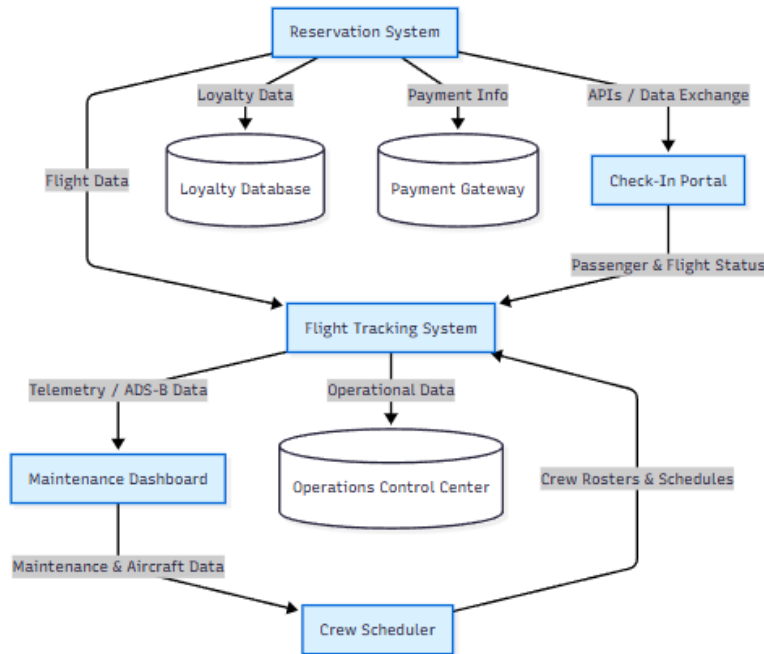 Reservation System
Loyalty Data
Payment Info
APIs / Data Exchange
Flight Data
Loyalty Database
Payment Gateway
Check-In Portal
Passenger & Flight Status
Flight Tracking System
Telemetry / ADS-B Data
Operational Data
Maintenance Dashboard
Operations Control Center
Crew Rosters & Schedules
Maintenance & Aircraft Data
Crew Scheduler